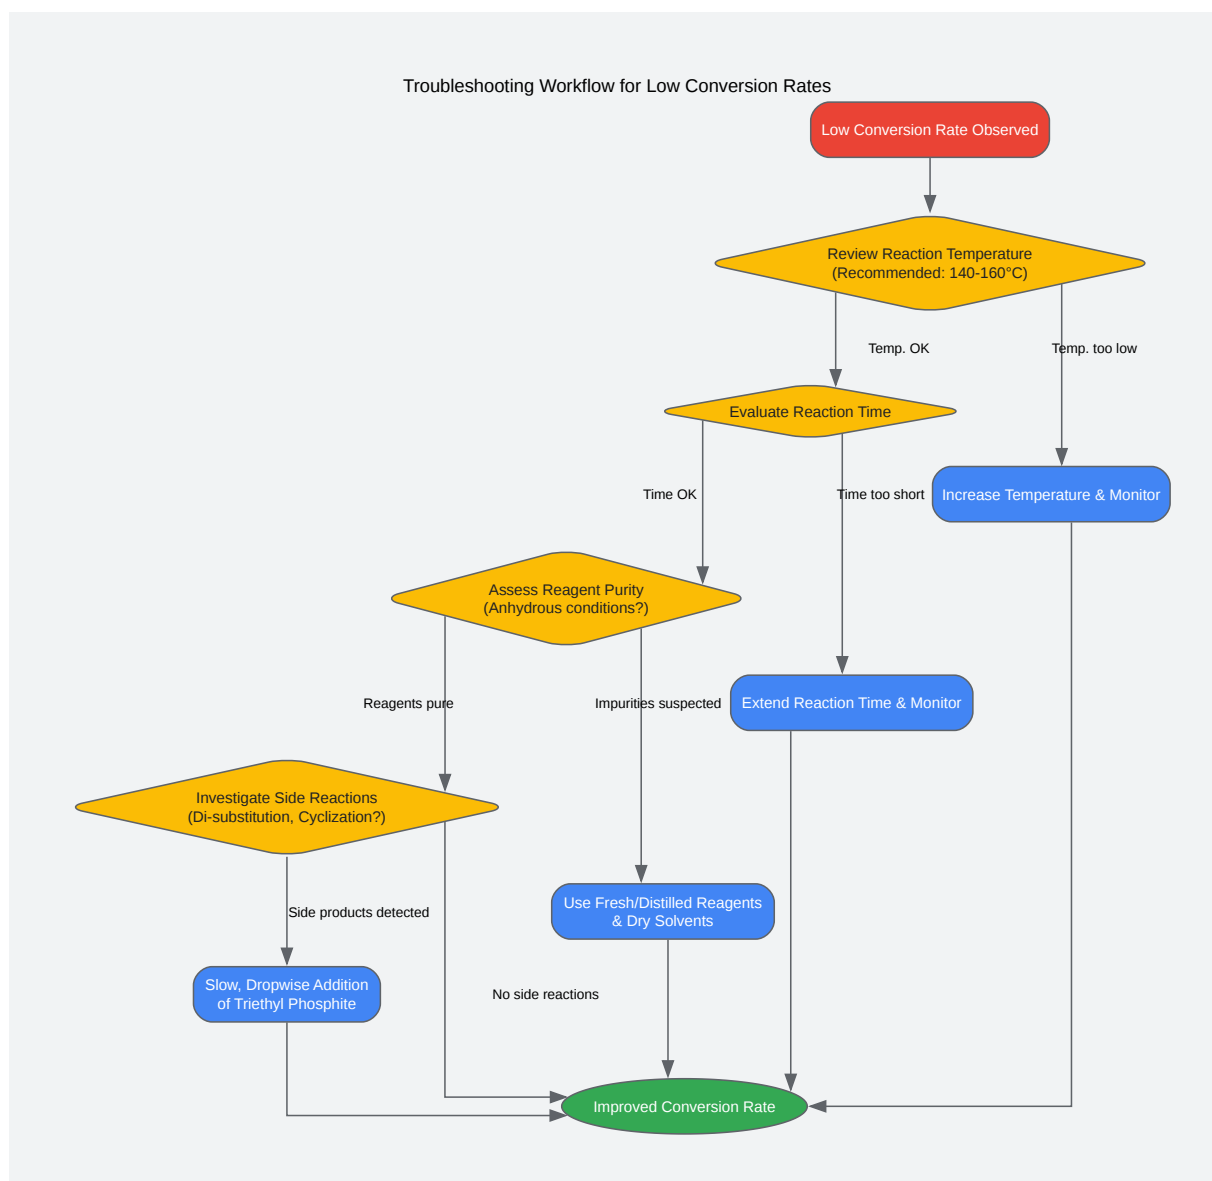 Troubleshooting Workflow for Low Conversion Rates
Low Conversion Rate Observed
Review Reaction Temperature
(Recommended: 140-160°C)
Temp. OK
Temp. too low
Evaluate Reaction Time
Time OK
Time too short
Increase Temperature & Monitor
Assess Reagent Purity
(Anhydrous conditions?)
Reagents pure
Impurities suspected
Extend Reaction Time & Monitor
Investigate Side Reactions
(Di-substitution, Cyclization?)
Side products detected
Use Fresh/Distilled Reagents
& Dry Solvents
Slow, Dropwise Addition
of Triethyl Phosphite
No side reactions
Improved Conversion Rate